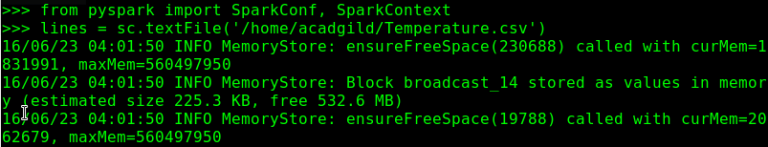 >>> from pyspark import SparkConf, SparkContext
>>> lines = sc.textFile('/home/acadgild/Temperature.csv')
16/06/23 04:01:50 INFO MemoryStore: ensureFreeSpace(230688) called with curMem=1
831991, maxMem=560497950
16/06/23 04:01:50 INFO MemoryStore: Block broadcast_14 stored as values in memor
y (estimated size 225.3 KB, free 532.6 MB)
16/06/23 04:01:50 INFO MemoryStore: ensureFreeSpace(19788) called with curMem=20
62679, maxMem=560497950